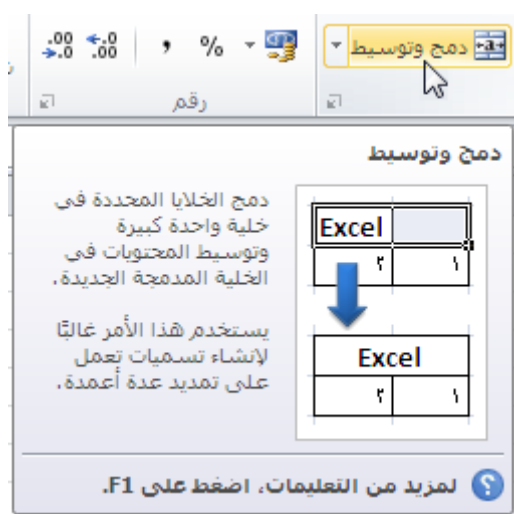 دمج وتوسيط
% ,
.00 .0
.00 .0
رقم
دمج وتوسيط
دمج الخلايا المحددة في
خلية واحدة كبيرة
وتوسيط المحتويات في
الخلية المدمجة الجديدة.
يستخدم هذا الأمر غالبًا
لإنشاء تسميات تعمل
على تمديد عدة أعمدة.
Excel
١ ٢
Excel
١ ٢
لمزيد من التعليمات، اضغط على F1.